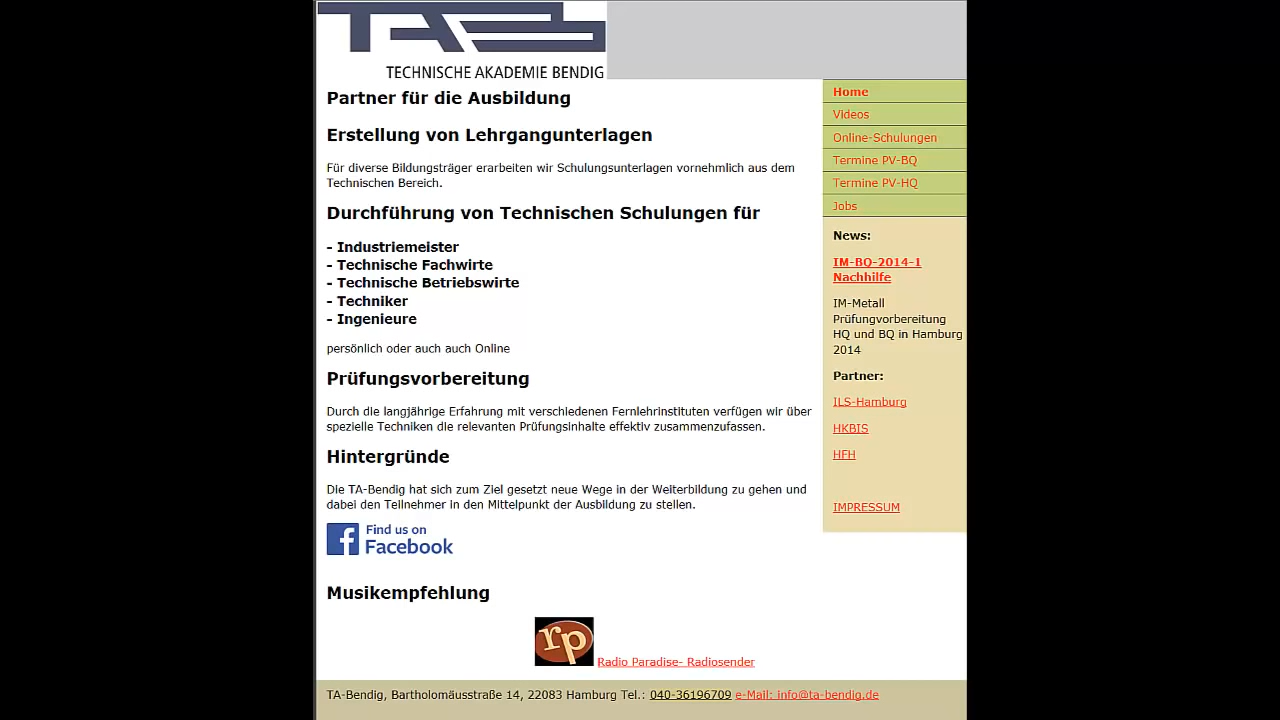 TAB
TECHNISCHE AKADEMIE BENDIG
Partner für die Ausbildung
Erstellung von Lehrgangunterlagen
Für diverse Bildungsträger erarbeiten wir Schulungsunterlagen vornehmlich aus dem
Technischen Bereich.
Durchführung von Technischen Schulungen für
- Industriemeister
- Technische Fachwirte
- Technische Betriebswirte
- Techniker
- Ingenieure
persönlich oder auch auch Online
Prüfungsvorbereitung
Durch die langjährige Erfahrung mit verschiedenen Fernlehrinstituten verfügen wir über
spezielle Techniken die relevanten Prüfungsinhalte effektiv zusammenzufassen.
Hintergründe
Die TA-Bendig hat sich zum Ziel gesetzt neue Wege in der Weiterbildung zu gehen und
dabei den Teilnehmer in den Mittelpunkt der Ausbildung zu stellen.
Find us on
Facebook
Musikempfehlung
rp
Radio Paradise- Radiosender
Home
Videos
Online-Schulungen
Termine PV-BQ
Termine PV-HQ
Jobs
News:
IM-BQ-2014-1
Nachhilfe
IM-Metall
Prüfungvorbereitung
HQ und BQ in Hamburg
2014
Partner:
ILS-Hamburg
HKBIS
HFH
IMPRESSUM
TA-Bendig, Bartholomäusstraße 14, 22083 Hamburg Tel.: 040-36196709 e-Mail: info@ta-bendig.de